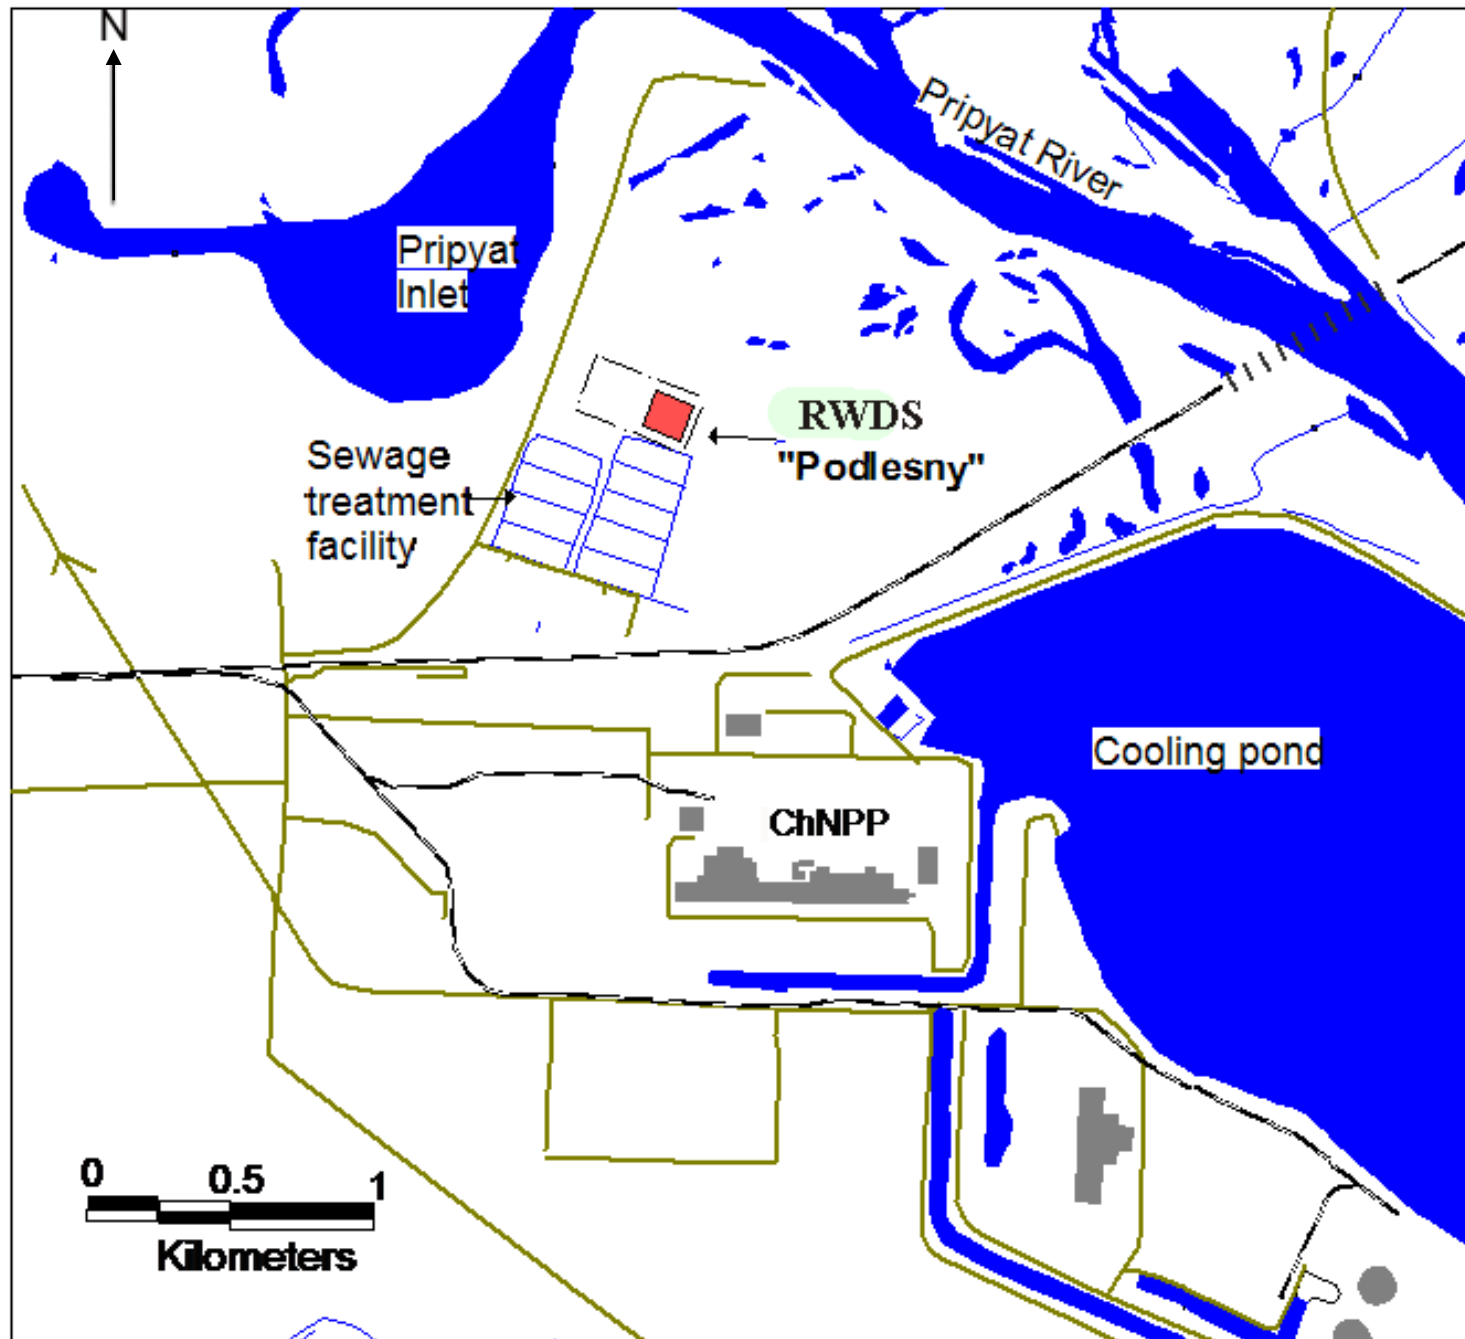 N
Pripyat River
Pripyat
Inlet
RWDS
"Podlesny"
Sewage
treatment
facility
Cooling pond
ChNPP
0 0.5 1
Kilometers